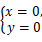 {x = 0,
y = 0